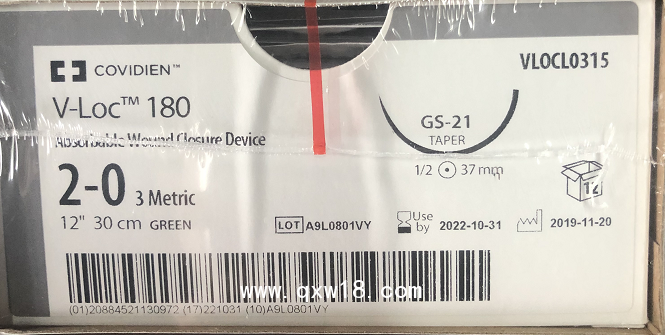 COVIDIEN™
VLOCL0315
V-Loc™ 180
GS-21
TAPER
Absorbable Wound Closure Device
1/2 37mm
2-0 3 Metric
12
12" 30 cm GREEN
LOT A9L0801VY
Use by 2022-10-31
2019-11-20
www.qxw18.com
(01)20884521130972 (17)221031 (10)A9L0801VY